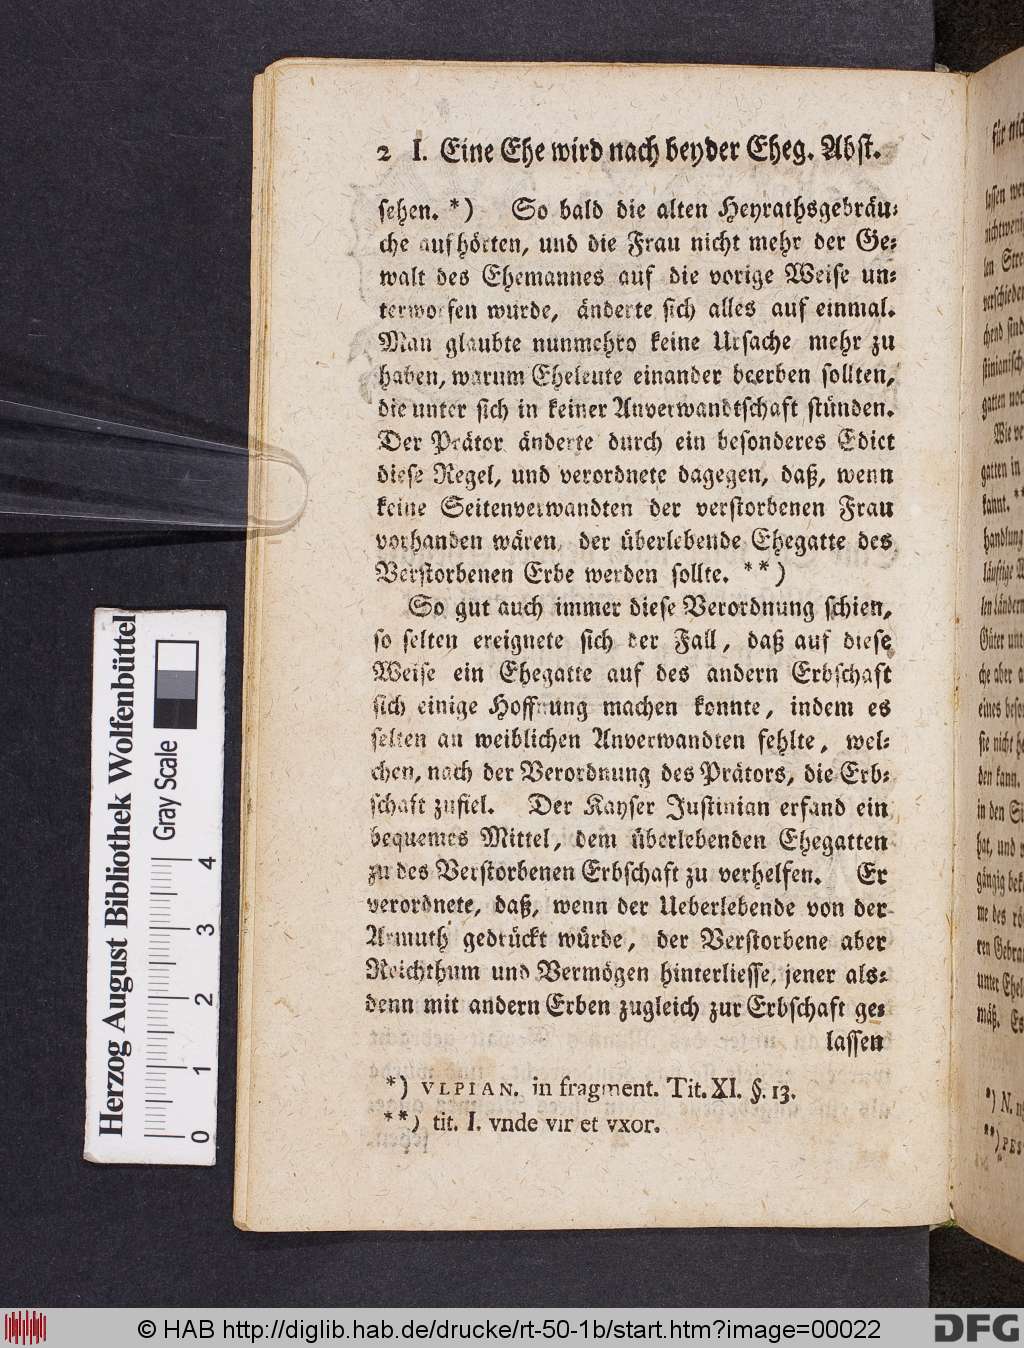 2 I. Eine Ehe wird nach beyder Eheg. Abst.
sehen. *) So bald die alten Heyrathsgebräu-
che aufhörten, und die Frau nicht mehr der Ge-
walt des Ehemannes auf die vorige Weise un-
terworfen wurde, änderte sich alles auf einmal.
Man glaubte nunmehro keine Ursache mehr zu
haben, warum Eheleute einander beerben sollten,
die unter sich in keiner Anverwandtschaft stünden.
Der Prätor änderte durch ein besonderes Edict
diese Regel, und verordnete dagegen, daß, wenn
keine Seitenverwandten der verstorbenen Frau
vorhanden wären, der überlebende Ehegatte des
Verstorbenen Erbe werden sollte. **)
So gut auch immer diese Verordnung schien,
so selten ereignete sich der Fall, daß auf diese
Weise ein Ehegatte auf des andern Erbschaft
sich einige Hoffnung machen konnte, indem es
selten an weiblichen Anverwandten fehlte, wel-
chen, nach der Verordnung des Prätors, die Erb-
schaft zufiel. Der Kayser Justinian erfand ein
bequemes Mittel, dem überlebenden Ehegatten
zu des Verstorbenen Erbschaft zu verhelfen. Er
verordnete, daß, wenn der Ueberlebende von der
Armuth gedrückt würde, der Verstorbene aber
Reichthum und Vermögen hinterliesse, jener als-
denn mit andern Erben zugleich zur Erbschaft ge-
lassen
*) VLPIAN. in fragment. Tit. XI. §. 13.
**) tit. I. vnde vir et vxor.
Herzog August Bibliothek Wolfenbüttel
Gray Scale
0 1 2 3 4
© HAB http://diglib.hab.de/drucke/rt-50-1b/start.htm?image=00022
DFG